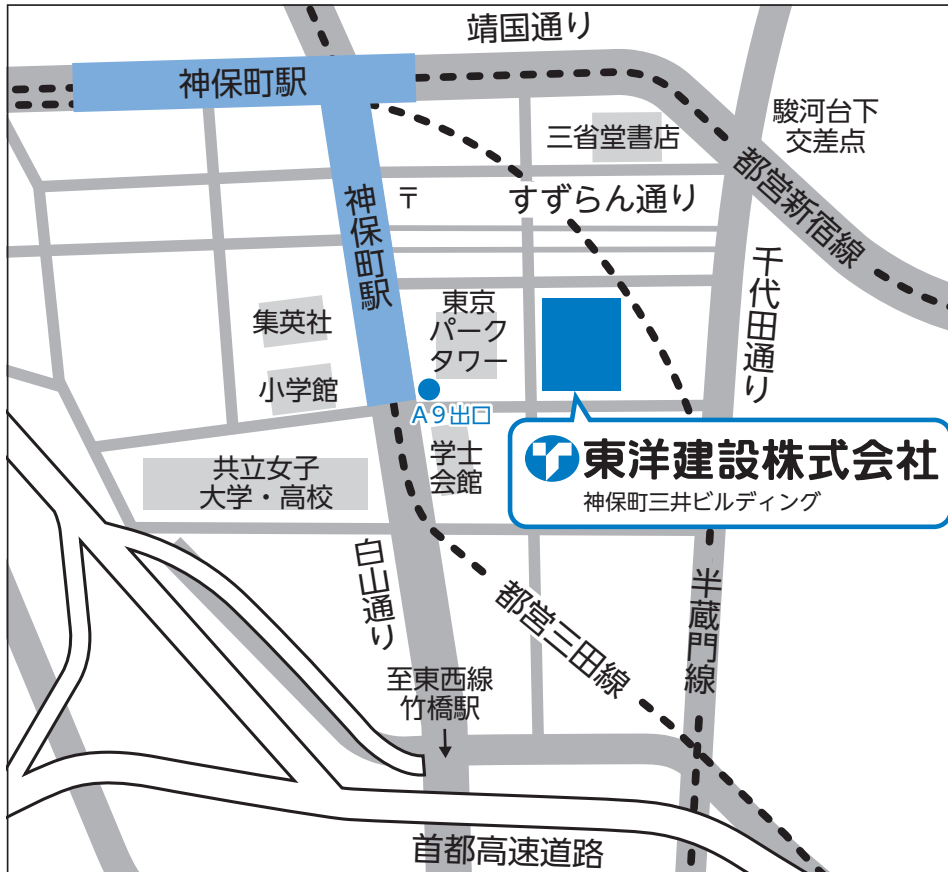 靖国通り
神保町駅
駿河台下
交差点
三省堂書店
都営新宿線
神保町駅
〒
すずらん通り
千代田通り
集英社
東京
パーク
タワー
小学館
A9出口
学士
会館
共立女子
大学・高校
東洋建設株式会社
神保町三井ビルディング
白山通り
都営三田線
半蔵門線
至東西線
竹橋駅
↓
首都高速道路